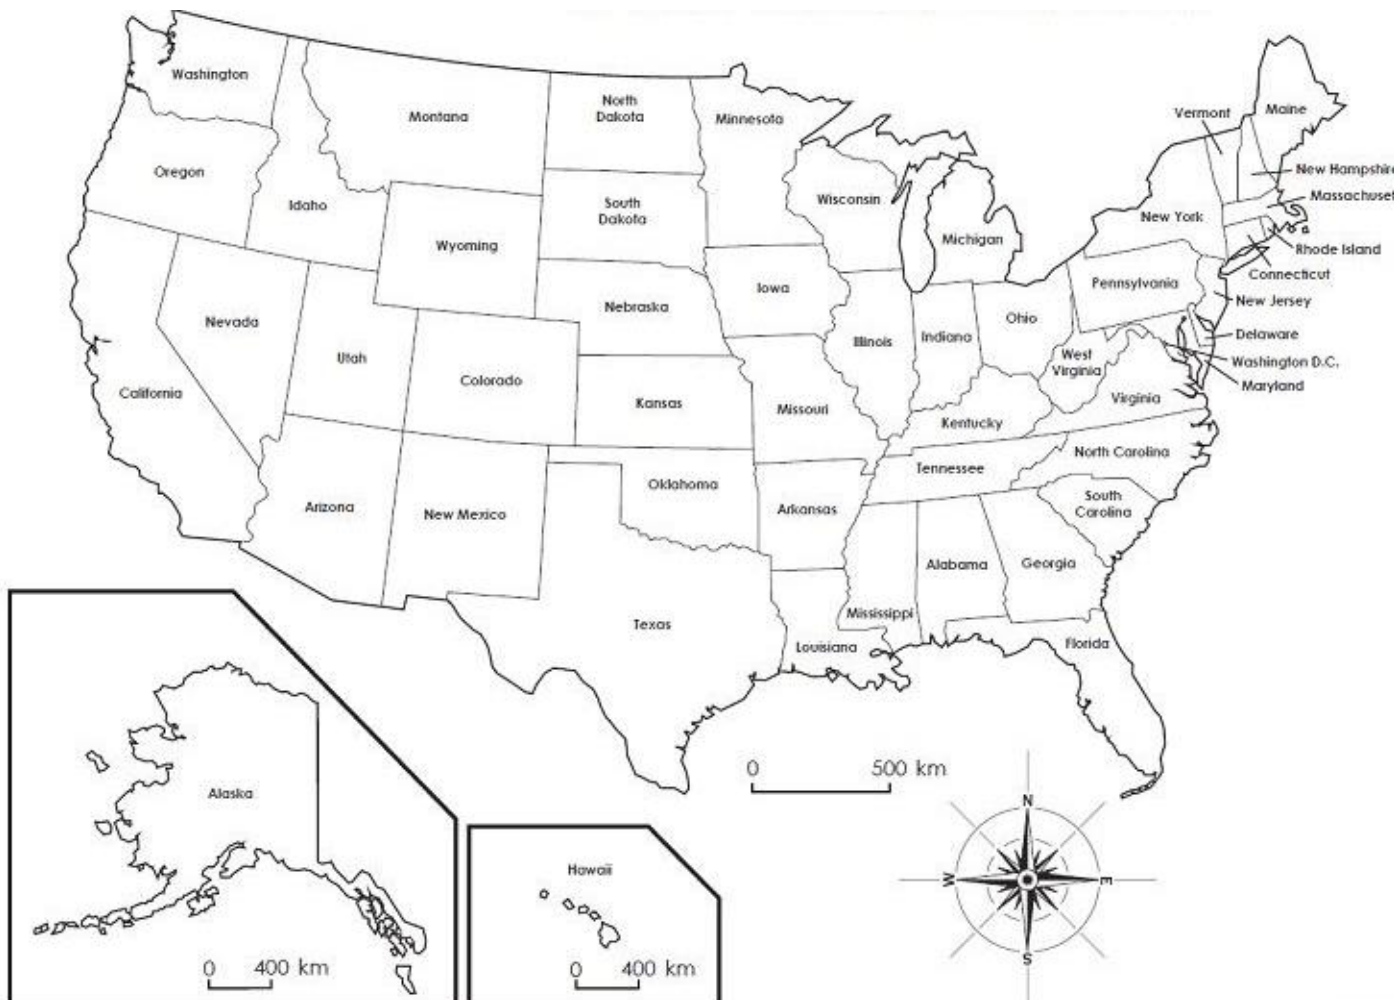 Washington
Montana
North
Dakota
Minnesota
Vermont
Maine
Oregon
Idaho
Wyoming
South
Dakota
Wisconsin
Michigan
New York
New Hampshire
Massachuset
Rhode Island
Connecticut
Pennsylvania
New Jersey
Nevada
Utah
Colorado
Nebraska
Iowa
Illinois
Indiana
Ohio
West
Virginia
Delaware
Washington D.C.
Maryland
California
Kansas
Missouri
Kentucky
Virginia
Arizona
New Mexico
Oklahoma
Arkansas
Tennessee
North Carolina
South
Carolina
Texas
Louisiana
Mississippi
Alabama
Georgia
Florida
Alaska
0 400 km
Hawaii
0 400 km
0 500 km
N
W
E
S